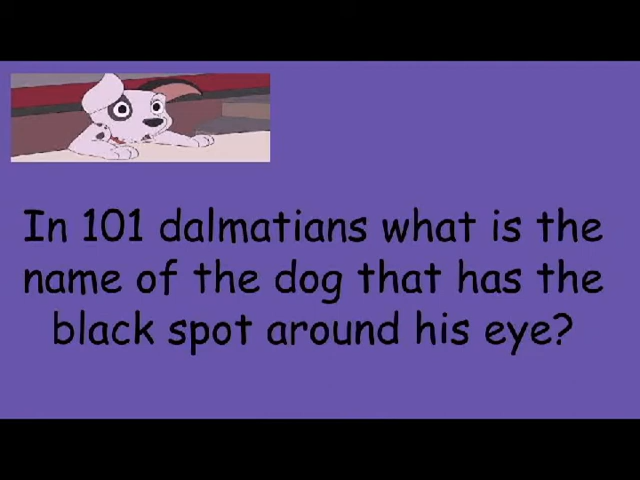 In 101 dalmatians what is the
name of the dog that has the
black spot around his eye?